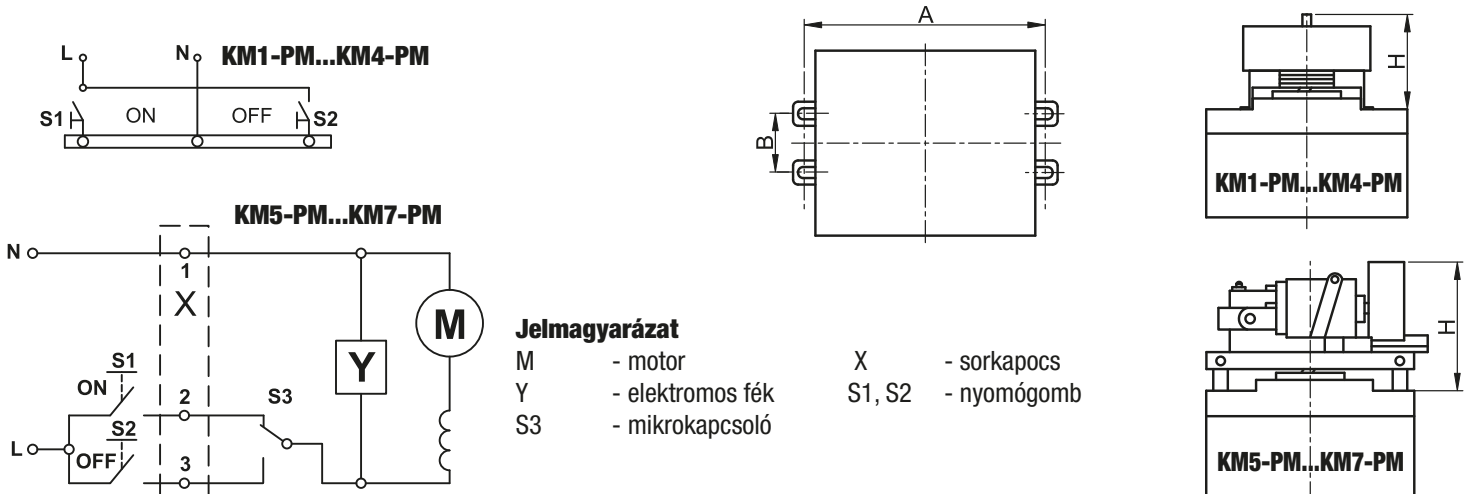 KM1-PM...KM4-PM
L N
S1 ON OFF S2
KM5-PM...KM7-PM
N
1
X
M
Y
S1
ON
2
S3
S2
L
OFF
3
Jelmagyarázat
M - motor X - sorkapocs
Y - elektromos fék S1, S2 - nyomógomb
S3 - mikrokapcsoló
A
B
H
KM1-PM...KM4-PM
H
KM5-PM...KM7-PM